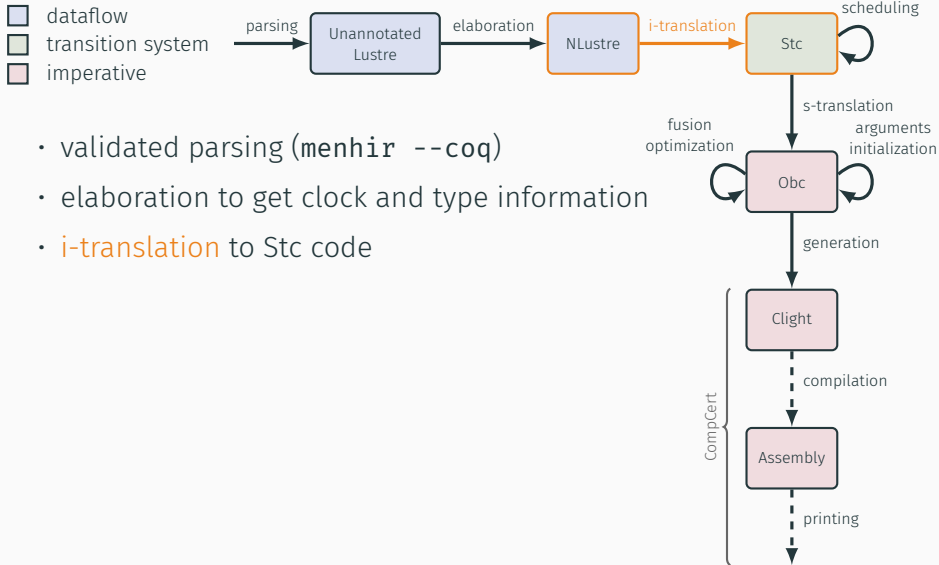 dataflow
transition system
imperative
parsing
Unannotated
Lustre
elaboration
NLustre
i-translation
Stc
scheduling
s-translation
fusion
optimization
arguments
initialization
Obc
• validated parsing (menhir --coq)
• elaboration to get clock and type information
• i-translation to Stc code
generation
Clight
compilation
CompCert
Assembly
printing